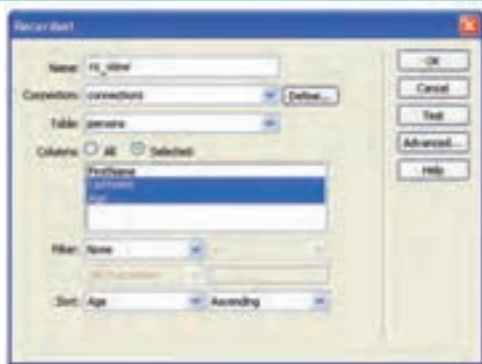 Recordset
Name: rs_view
OK
Connection: connections Define...
Cancel
Table: persons
Test
Columns: All Selected:
Advanced...
FirstName
Help
LastName
Age
Filter: None
Sort: Age Ascending